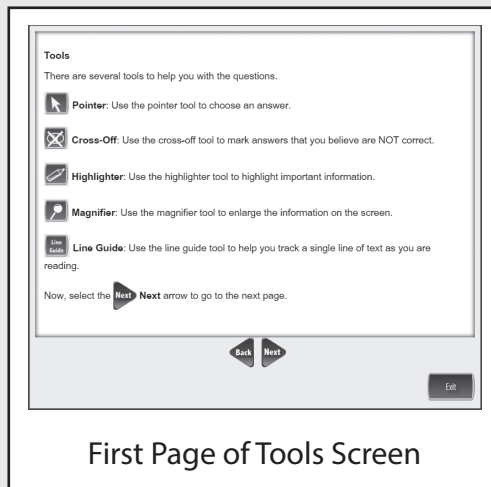 Tools
There are several tools to help you with the questions.
Pointer: Use the pointer tool to choose an answer.
Cross-Off: Use the cross-off tool to mark answers that you believe are NOT correct.
Highlighter: Use the highlighter tool to highlight important information.
Magnifier: Use the magnifier tool to enlarge the information on the screen.
Line Guide Line Guide: Use the line guide tool to help you track a single line of text as you are
reading.
Now, select the Next Next arrow to go to the next page.
Back Next
Exit
First Page of Tools Screen